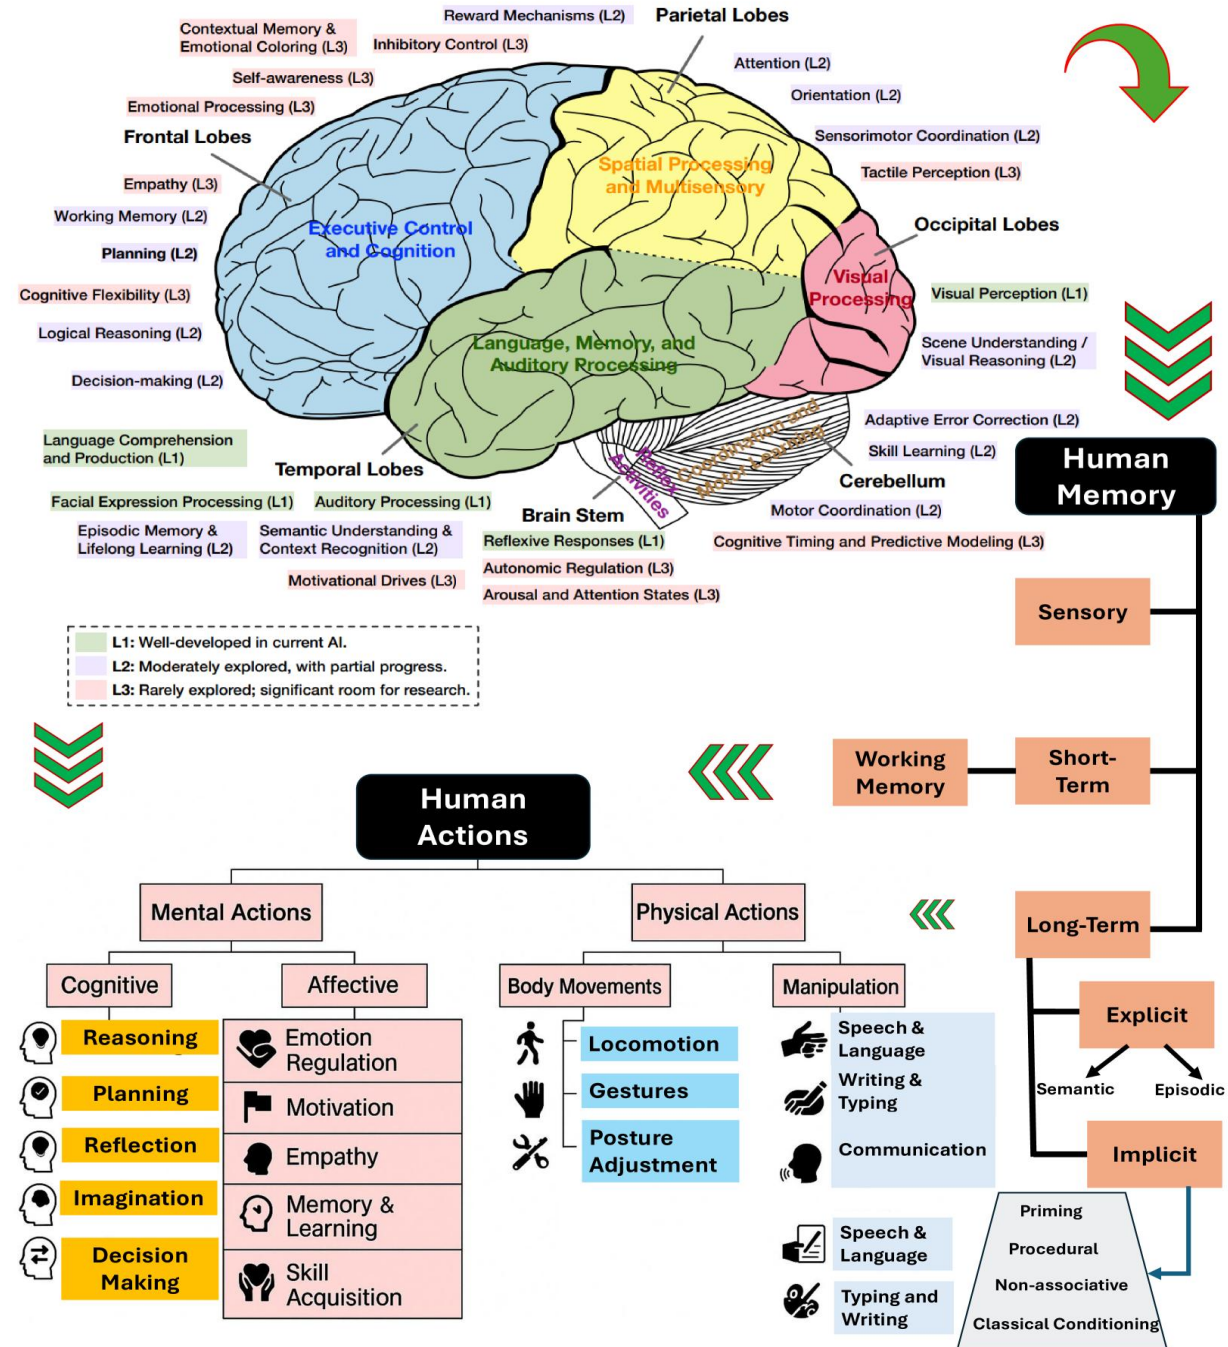 Reward Mechanisms (L2)
Parietal Lobes
Contextual Memory &
Emotional Coloring (L3)
Inhibitory Control (L3)
Attention (L2)
Self-awareness (L3)
Orientation (L2)
Emotional Processing (L3)
Frontal Lobes
Sensorimotor Coordination (L2)
Spatial Processing
and Multisensory
Tactile Perception (L3)
Empathy (L3)
Working Memory (L2)
Executive Control
and Cognition
Occipital Lobes
Planning (L2)
Visual
Processing
Visual Perception (L1)
Cognitive Flexibility (L3)
Logical Reasoning (L2)
Language, Memory, and
Auditory Processing
Scene Understanding /
Visual Reasoning (L2)
Decision-making (L2)
Coordination and
Motor Learning
Adaptive Error Correction (L2)
Language Comprehension
and Production (L1)
Skill Learning (L2)
Temporal Lobes
Reflex
Activities
Cerebellum
Facial Expression Processing (L1)
Auditory Processing (L1)
Brain Stem
Motor Coordination (L2)
Episodic Memory &
Lifelong Learning (L2)
Semantic Understanding &
Context Recognition (L2)
Reflexive Responses (L1)
Cognitive Timing and Predictive Modeling (L3)
Motivational Drives (L3)
Autonomic Regulation (L3)
Arousal and Attention States (L3)
L1: Well-developed in current AI.
L2: Moderately explored, with partial progress.
L3: Rarely explored; significant room for research.
Human
Memory
Sensory
Working
Memory
Short-
Term
Long-Term
Explicit
Semantic
Episodic
Implicit
Priming
Procedural
Non-associative
Classical Conditioning
Human
Actions
Mental Actions
Physical Actions
Cognitive
Affective
Body Movements
Manipulation
Reasoning
Planning
Reflection
Imagination
Decision
Making
Emotion
Regulation
Motivation
Empathy
Memory &
Learning
Skill
Acquisition
Locomotion
Gestures
Posture
Adjustment
Speech &
Language
Writing &
Typing
Communication
Speech &
Language
Typing and
Writing